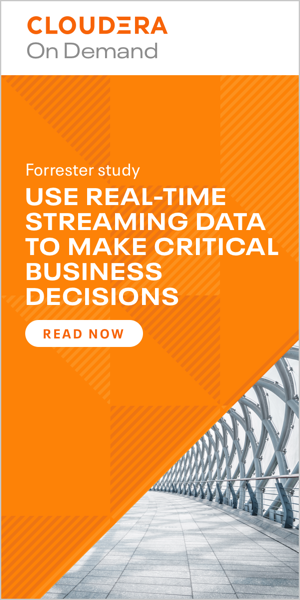 CLOUDERA
On Demand
Forrester study
USE REAL-TIME
STREAMING DATA
TO MAKE CRITICAL
BUSINESS
DECISIONS
READ NOW